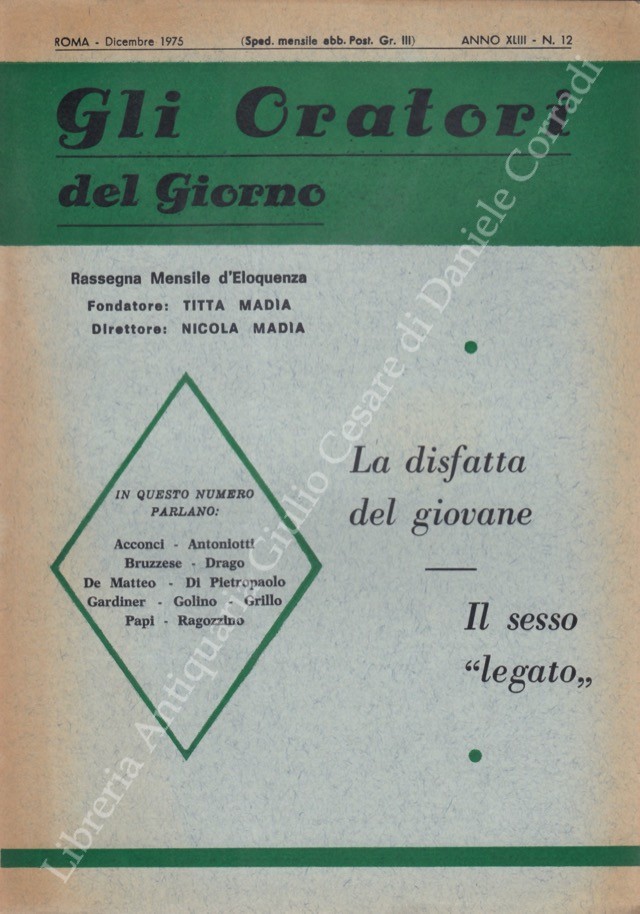 ROMA - Dicembre 1975 (Sped. mensile abb. Post. Gr. III) ANNO XLIII - N. 12
Gli Oratori
del Giorno
Rassegna Mensile d'Eloquenza
Fondatore: TITTA MADIA
Direttore: NICOLA MADIA
IN QUESTO NUMERO
PARLANO:
Acconci - Antoniotti
Bruzzese - Drago
De Matteo - Di Pietropaolo
Gardiner - Golino - Grillo
Papi - Ragozzino
La disfatta
del giovane
Il sesso
“legato„
Libreria Antiquaria Giulio Cesare di Daniele Corradi